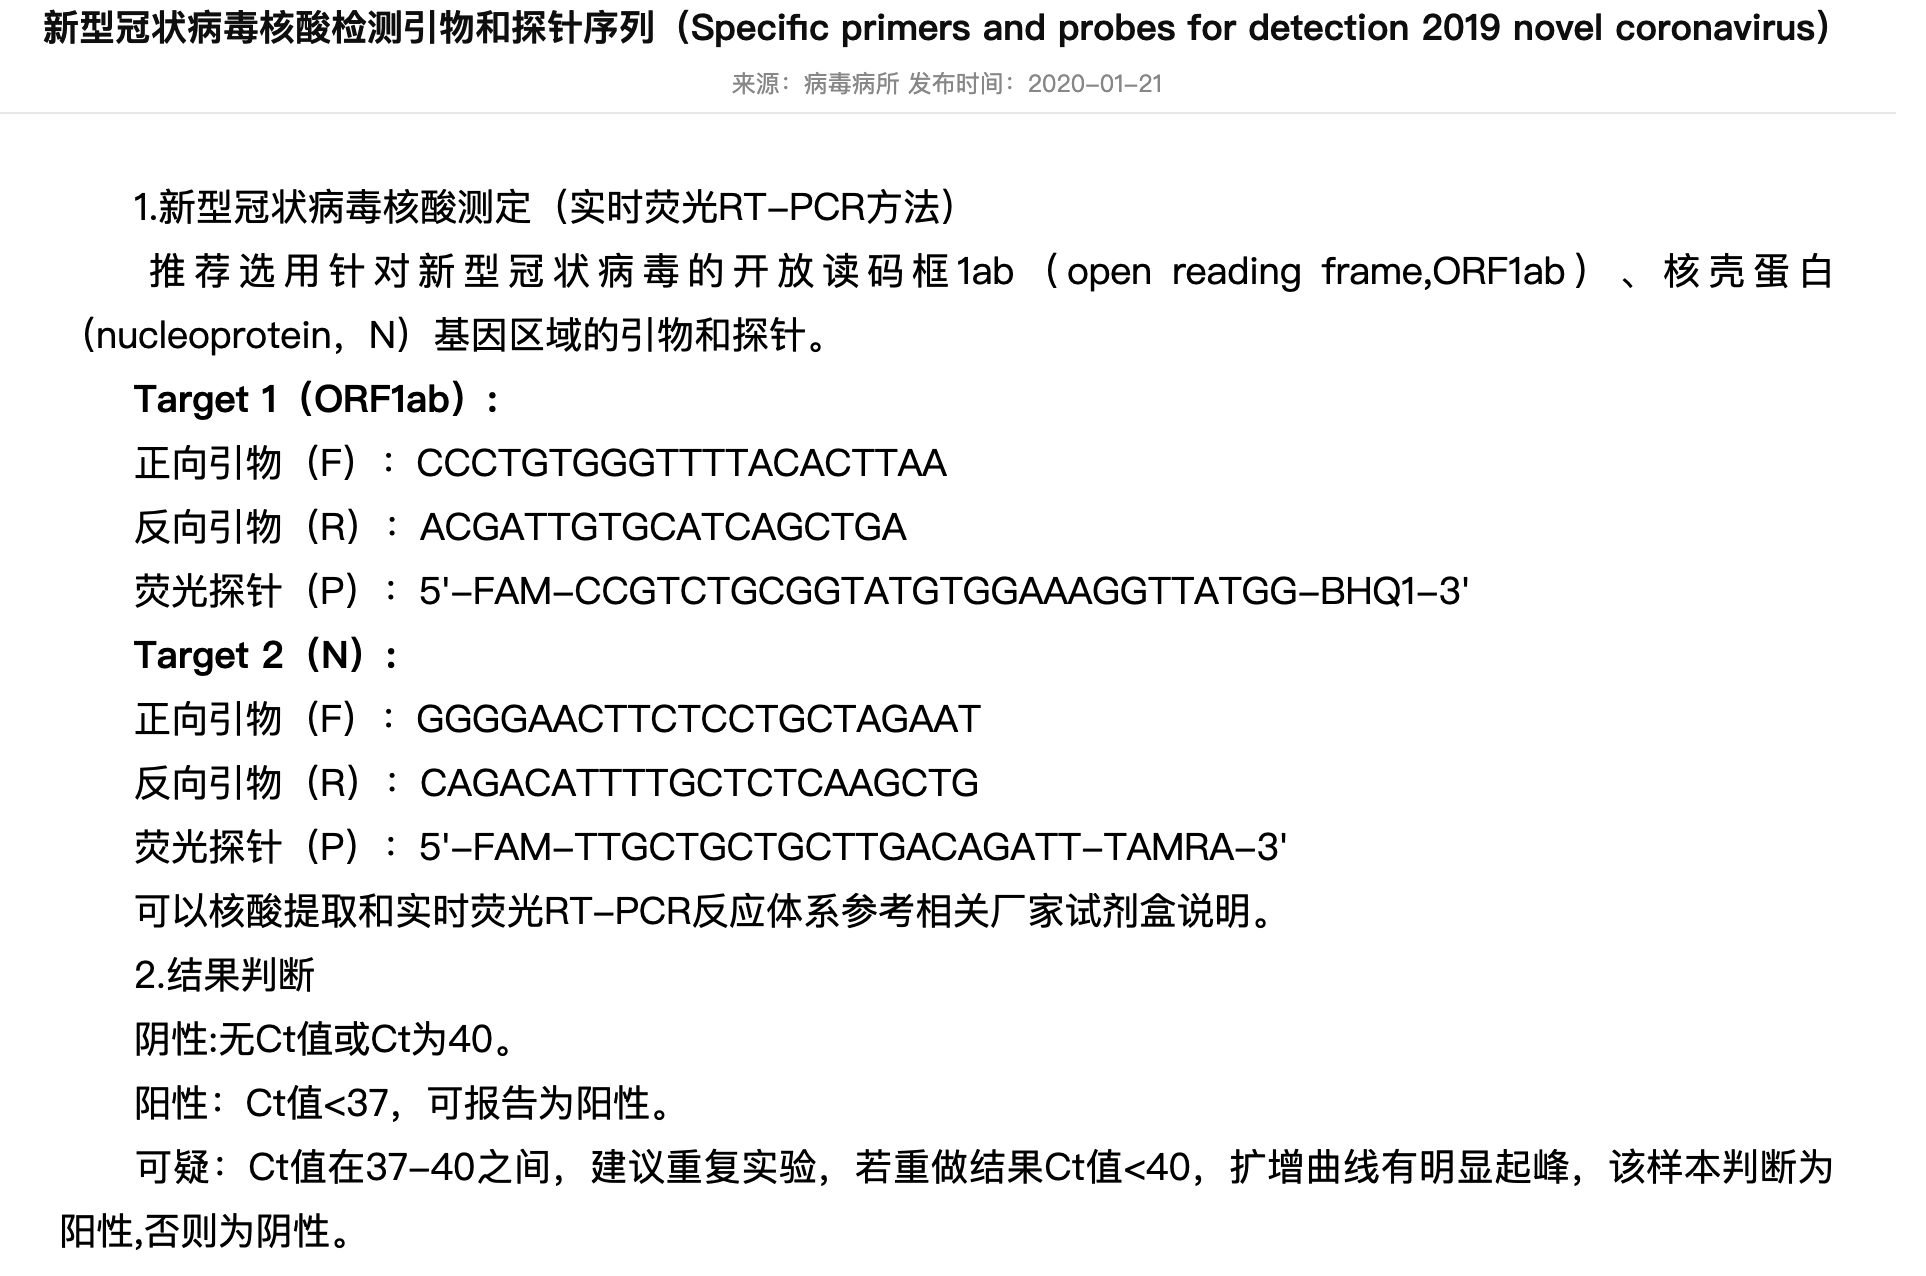 新型冠状病毒核酸检测引物和探针序列（Specific primers and probes for detection 2019 novel coronavirus）
来源：病毒病所 发布时间：2020-01-21
1.新型冠状病毒核酸测定（实时荧光RT-PCR方法）
推荐选用针对新型冠状病毒的开放读码框1ab（open reading frame,ORF1ab）、核壳蛋白
（nucleoprotein，N）基因区域的引物和探针。
Target 1（ORF1ab）：
正向引物（F）：CCCTGTGGGTTTTACACTTAA
反向引物（R）：ACGATTGTGCATCAGCTGA
荧光探针（P）：5'-FAM-CCGTCTGCGGTATGTGGAAAGGTTATGG-BHQ1-3'
Target 2（N）：
正向引物（F）：GGGGAACTTCTCCTGCTAGAAT
反向引物（R）：CAGACATTTTGCTCTCAAGCTG
荧光探针（P）：5'-FAM-TTGCTGCTGCTTGACAGATT-TAMRA-3'
可以核酸提取和实时荧光RT-PCR反应体系参考相关厂家试剂盒说明。
2.结果判断
阴性:无Ct值或Ct为40。
阳性：Ct值<37，可报告为阳性。
可疑：Ct值在37-40之间，建议重复实验，若重做结果Ct值<40，扩增曲线有明显起峰，该样本判断为
阳性,否则为阴性。